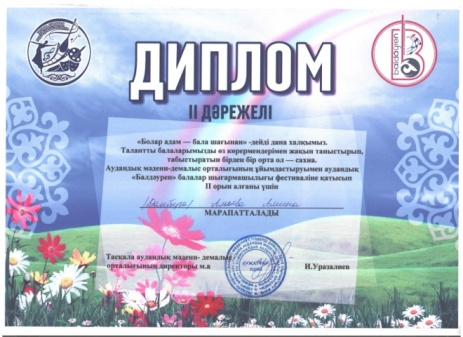 ДИПЛОМ
II ДӘРЕЖЕЛІ
«Болар адам — бала шағынан» -дейді дана халқымыз.
Талантты балаларымызды өз көрермендерімен жақын таныстырып,
табыстыратын бірден бір орта ол — сахна.
Аудандық мәдени-демалыс орталығының ұйымдастыруымен аудандық
«Балдәурен» балалар шығармашылығы фестиваліне қатысып
II орын алғаны үшін
Алина
МАРАПАТТАЛАДЫ
Тасқала аудандық мәдени- демалыс
орталығының директоры м.а
И.Уразалиев